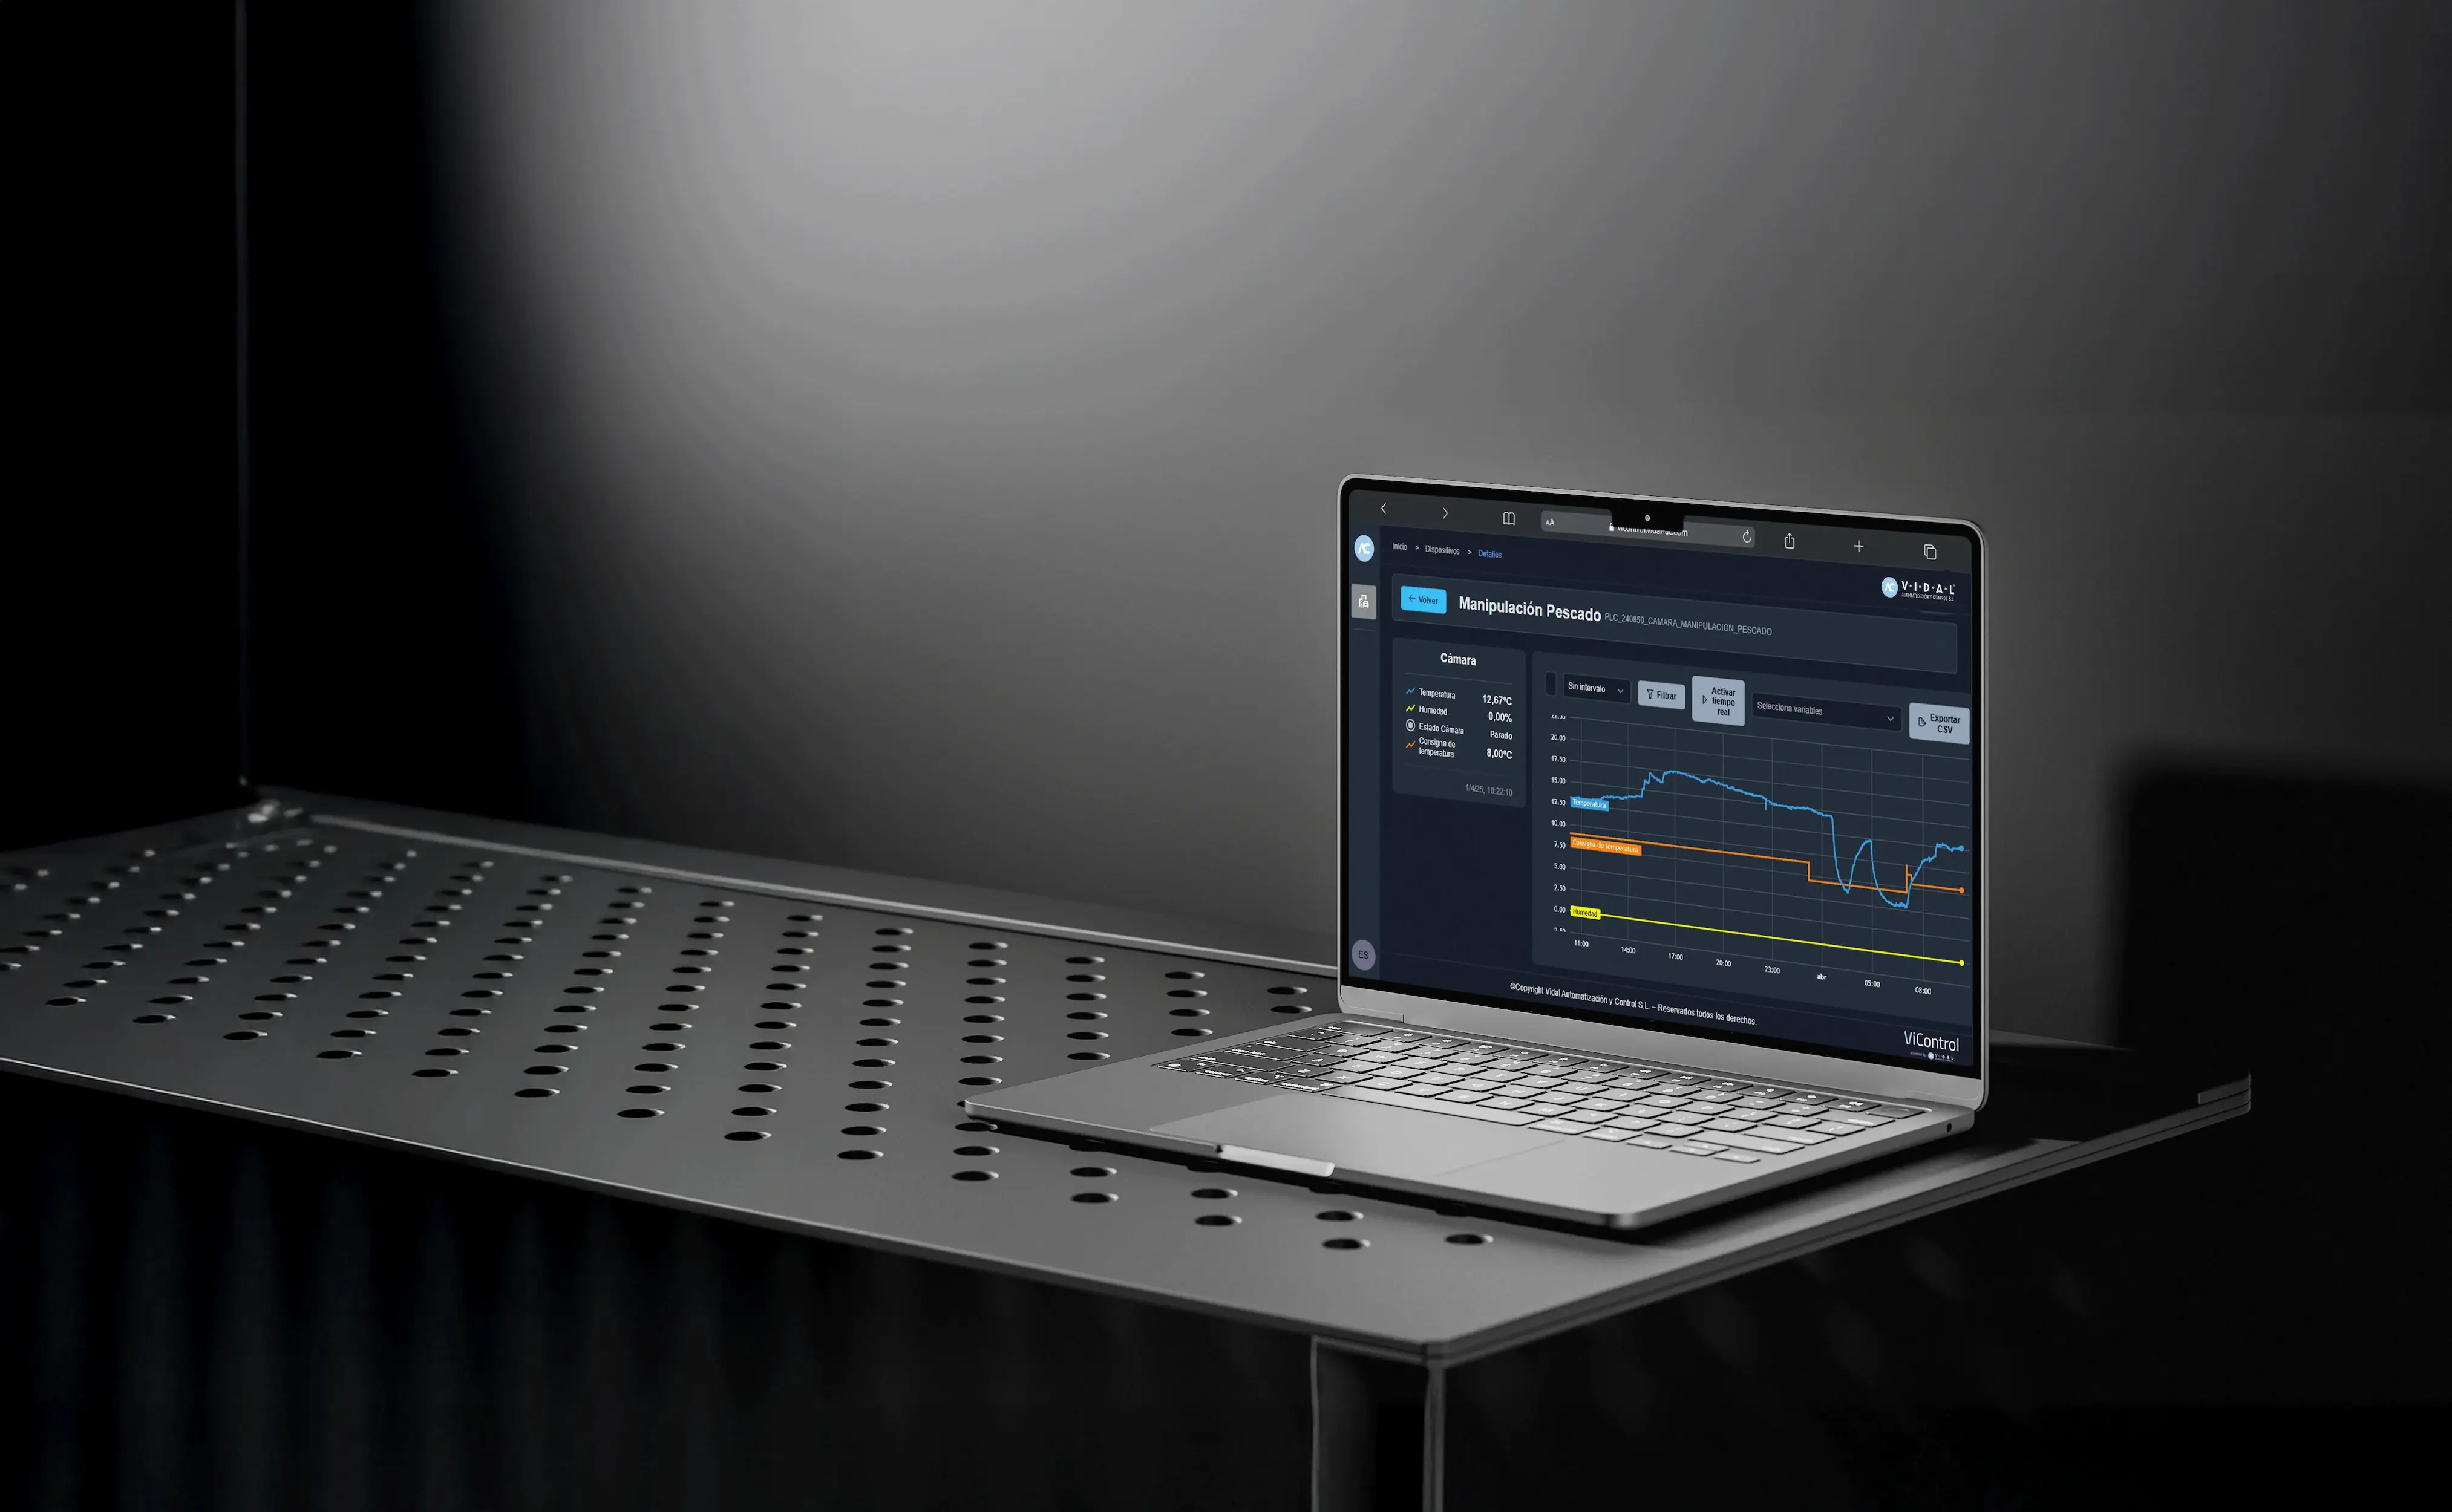 AA
AC
Inicio > Dispositivos > Detalles
AC V·I·D·A·L
AUTOMATIZACIÓN Y CONTROL S.L.
← Volver
Manipulación Pescado PLC_240850_CAMARA_MANIPULACION_PESCADO
Cámara
Temperatura 12,67°C
Humedad 0,00%
Estado Cámara Parado
Consigna de temperatura 8,00°C
1/4/25, 10:22:10
Sin intervalo
Filtrar
Activar tiempo real
Selecciona variables
Exportar CSV
22.50
20.00
17.50
15.00
12.50
10.00
7.50
5.00
2.50
0.00
Temperatura
Consigna de temperatura
Humedad
11:00 14:00 17:00 20:00 23:00 abr 05:00 08:00
ES
©Copyright Vidal Automatización y Control S.L. – Reservados todos los derechos.
ViControl